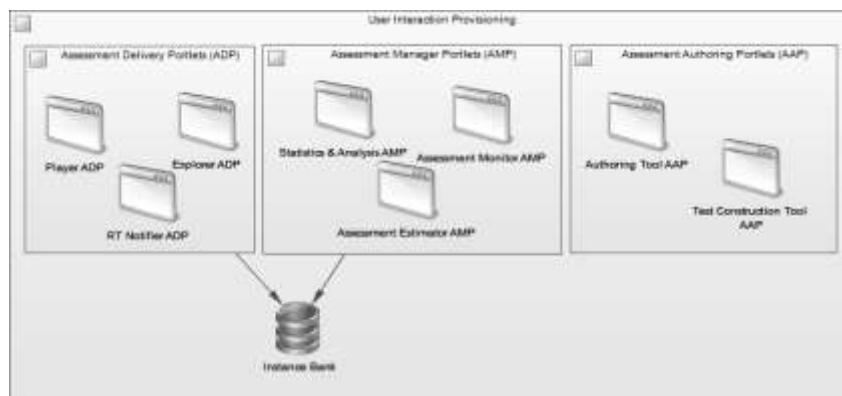 User Interaction Provisioning
Assessment Delivery Portlets (ADP)
Player ADP
Explorer ADP
RT Notifier ADP
Assessment Manager Portlets (AMP)
Statistics & Analysis AMP
Assessment Monitor AMP
Assessment Estimator AMP
Assessment Authoring Portlets (AAP)
Authoring Tool AAP
Test Construction Tool
AAP
Instance Bank